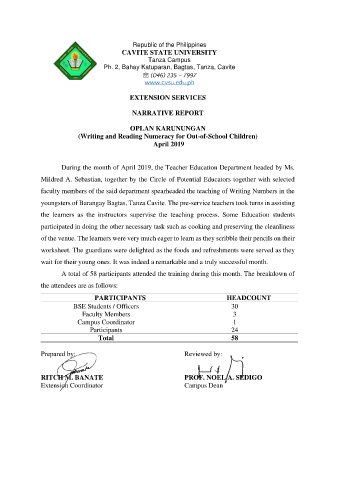 Republic of the Philippines
CAVITE STATE UNIVERSITY
Tanza Campus
Ph. 2, Bahay Katuparan, Bagtas, Tanza, Cavite
☏ (046) 235 – 7997
www.cvsu.edu.ph
EXTENSION SERVICES
NARRATIVE REPORT
OPLAN KARUNUNGAN
(Writing and Reading Numeracy for Out-of-School Children)
April 2019
During the month of April 2019, the Teacher Education Department headed by Ms.
Mildred A. Sebastian, together by the Circle of Potential Educators together with selected
faculty members of the said department spearheaded the teaching of Writing Numbers in the
youngsters of Barangay Bagtas, Tanza Cavite. The pre-service teachers took turns in assisting
the learners as the instructors supervise the teaching process. Some Education students
participated in doing the other necessary task such as cooking and preserving the cleanliness
of the venue. The learners were very much eager to learn as they scribble their pencils on their
worksheet. The guardians were delighted as the foods and refreshments were served as they
wait for their young ones. It was indeed a remarkable and a truly successful month.
A total of 58 participants attended the training during this month. The breakdown of
the attendees are as follows:
PARTICIPANTS HEADCOUNT
BSE Students / Officers 30
Faculty Members 3
Campus Coordinator 1
Participants 24
Total 58
Prepared by: Reviewed by:
RITCH M. BANATE PROF. NOEL A. SEDIGO
Extension Coordinator Campus Dean